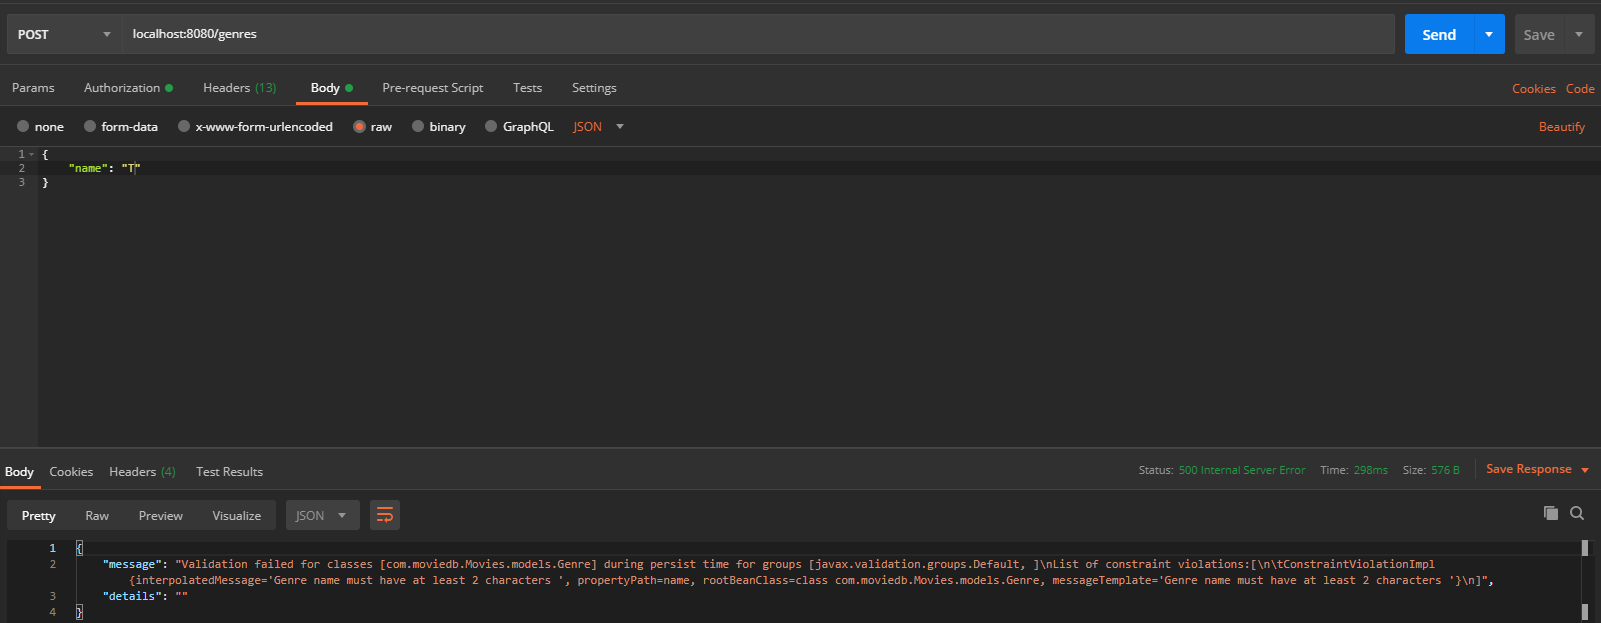 POST localhost:8080/genres Send Save
Params Authorization Headers (13) Body Pre-request Script Tests Settings Cookies Code
none form-data x-www-form-urlencoded raw binary GraphQL JSON Beautify
1 {
2 "name": "T"
3 }
Body Cookies Headers (4) Test Results Status: 500 Internal Server Error Time: 298ms Size: 576 B Save Response
Pretty Raw Preview Visualize JSON
1 {
2 "message": "Validation failed for classes [com.moviedb.Movies.models.Genre] during persist time for groups [javax.validation.groups.Default, ]\nList of constraint violations:[\n\tConstraintViolationImpl
{interpolatedMessage='Genre name must have at least 2 characters ', propertyPath=name, rootBeanClass=class com.moviedb.Movies.models.Genre, messageTemplate='Genre name must have at least 2 characters '}\n]",
3 "details": ""
4 }